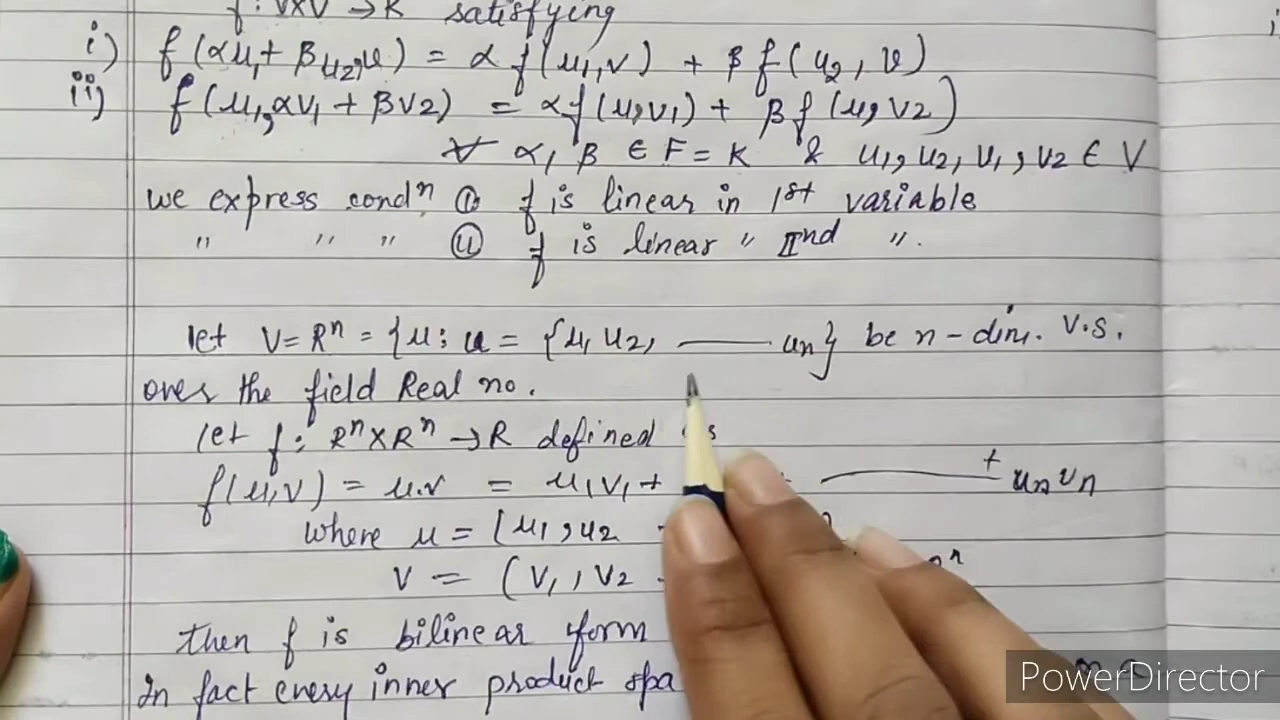 f: V×V → K satisfying
i) f(αu₁+ βu₂,v) = α f(u₁,v) + β f(u₂, v)
ii) f(u, αv₁ + βv₂) = αf(u,v₁) + βf(u, v₂)
∀ α, β ∈ F = K & u₁, u₂, v₁, v₂ ∈ V
we express condⁿ (i) f is linear in 1st variable
" " " (ii) f is linear " IInd ".
let V= Rⁿ = {u: u = {u₁ u₂, —— uₙ} be n-dim. V.S.
over the field Real no.
let f: Rⁿ×Rⁿ → R defined
f(u,v) = u.v = u₁v₁ + —— + uₙvₙ
where u = (u₁, u₂
v = (v₁, v₂
then f is bilinear form
In fact every inner product
PowerDirector